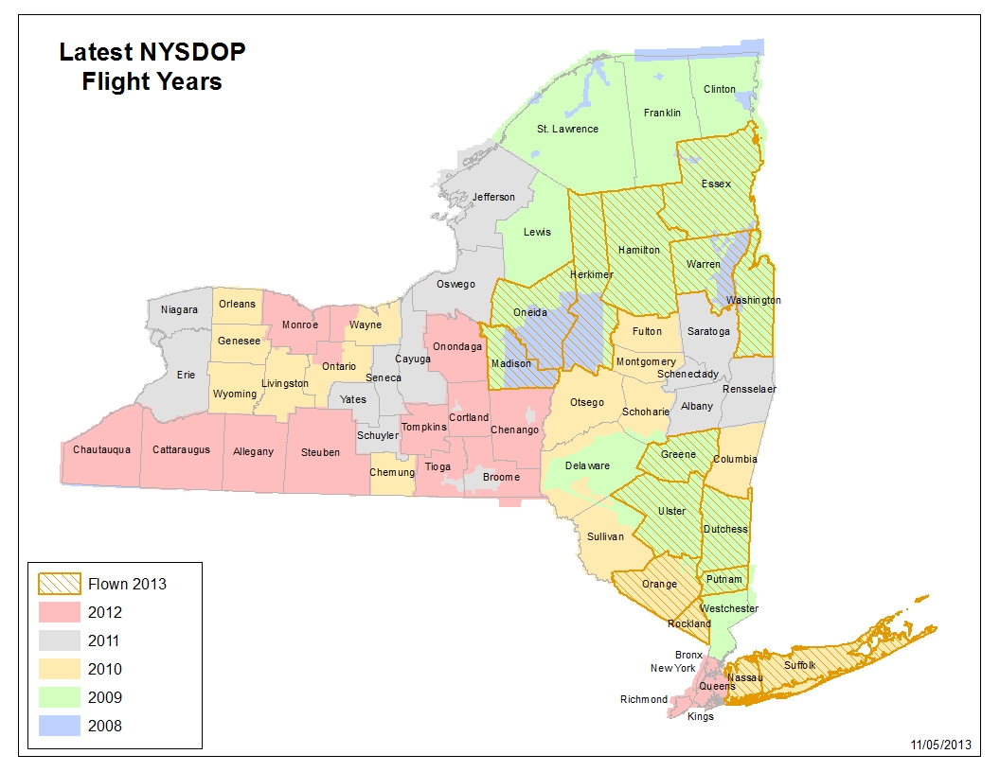 Latest NYSDOP
Flight Years
Clinton
Franklin
St. Lawrence
Essex
Jefferson
Lewis
Hamilton
Warren
Herkimer
Oswego
Washington
Orleans
Niagara
Oneida
Monroe
Wayne
Fulton
Saratoga
Genesee
Onondaga
Cayuga
Madison
Montgomery
Ontario
Erie
Seneca
Schenectady
Livingston
Rensselaer
Wyoming
Yates
Otsego
Albany
Schoharie
Cortland
Tompkins
Chenango
Schuyler
Chautauqua
Cattaraugus
Allegany
Steuben
Greene
Columbia
Tioga
Delaware
Chemung
Broome
Ulster
Dutchess
Sullivan
Putnam
Orange
Westchester
Rockland
Bronx
New York
Suffolk
Nassau
Queens
Richmond
Kings
Flown 2013
2012
2011
2010
2009
2008
11/05/2013